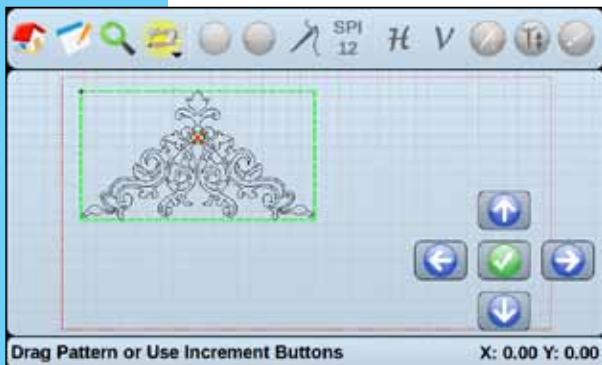 SPI
12
H V
Drag Pattern or Use Increment Buttons X: 0.00 Y: 0.00